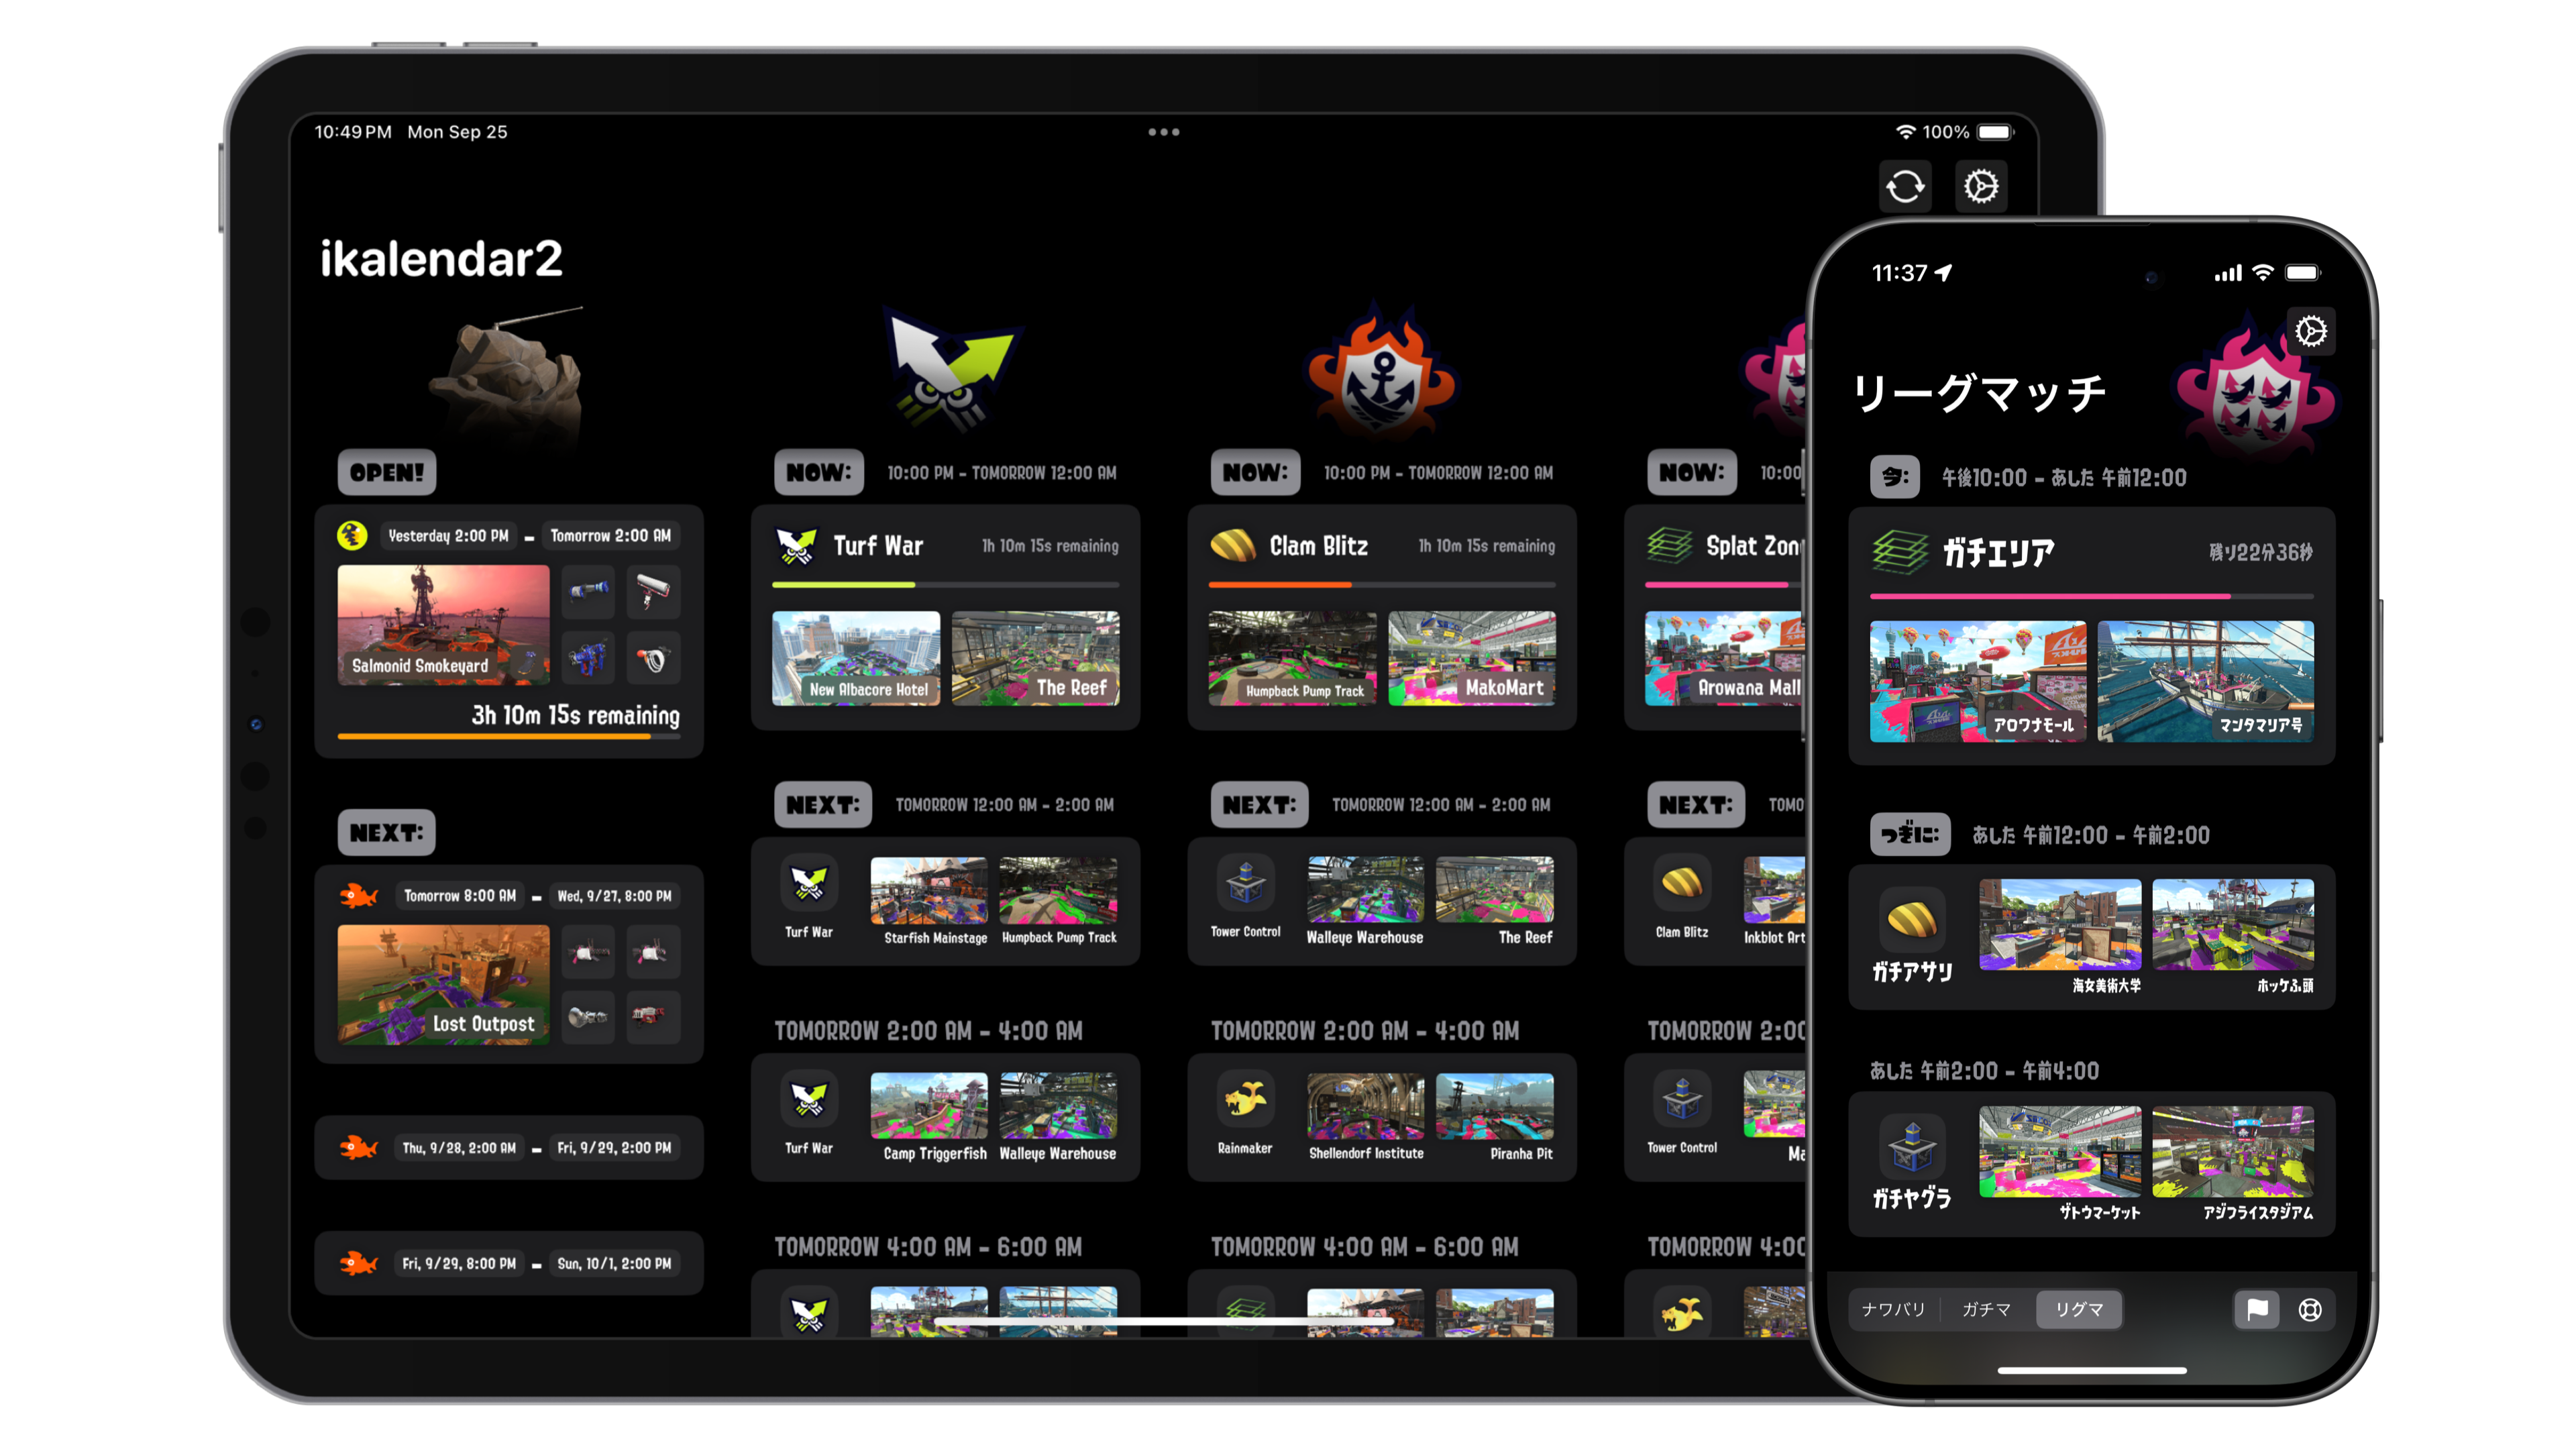 10:49 PM Mon Sep 25
100%
ikalendar2
OPEN!
Yesterday 2:00 PM – Tomorrow 2:00 AM
Salmonid Smokeyard
3h 10m 15s remaining
NEXT:
Tomorrow 8:00 AM – Wed, 9/27, 8:00 PM
Lost Outpost
Thu, 9/28, 2:00 AM – Fri, 9/29, 2:00 PM
Fri, 9/29, 8:00 PM – Sun, 10/1, 2:00 PM
NOW: 10:00 PM – TOMORROW 12:00 AM
Turf War 1h 10m 15s remaining
New Albacore Hotel The Reef
NEXT: TOMORROW 12:00 AM – 2:00 AM
Turf War Starfish Mainstage Humpback Pump Track
TOMORROW 2:00 AM – 4:00 AM
Turf War Camp Triggerfish Walleye Warehouse
TOMORROW 4:00 AM – 6:00 AM
NOW: 10:00 PM – TOMORROW 12:00 AM
Clam Blitz 1h 10m 15s remaining
Humpback Pump Track MakoMart
NEXT: TOMORROW 12:00 AM – 2:00 AM
Tower Control Walleye Warehouse The Reef
TOMORROW 2:00 AM – 4:00 AM
Rainmaker Shellendorf Institute Piranha Pit
TOMORROW 4:00 AM – 6:00 AM
NOW: 10:00
Splat Zon
Arowana Mall
NEXT: TOMO
Clam Blitz Inkblot Art
TOMORROW 2:00
Tower Control Ma
TOMORROW 4:00
11:37
リーグマッチ
今: 午後10:00 – あした 午前12:00
ガチエリア 残り22分36秒
アロワナモール マンタマリア号
つぎに: あした 午前12:00 – 午前2:00
ガチアサリ 海女美術大学 ホッケふ頭
あした 午前2:00 – 午前4:00
ガチヤグラ ザトウマーケット アジフライスタジアム
ナワバリ ガチマ リグマ